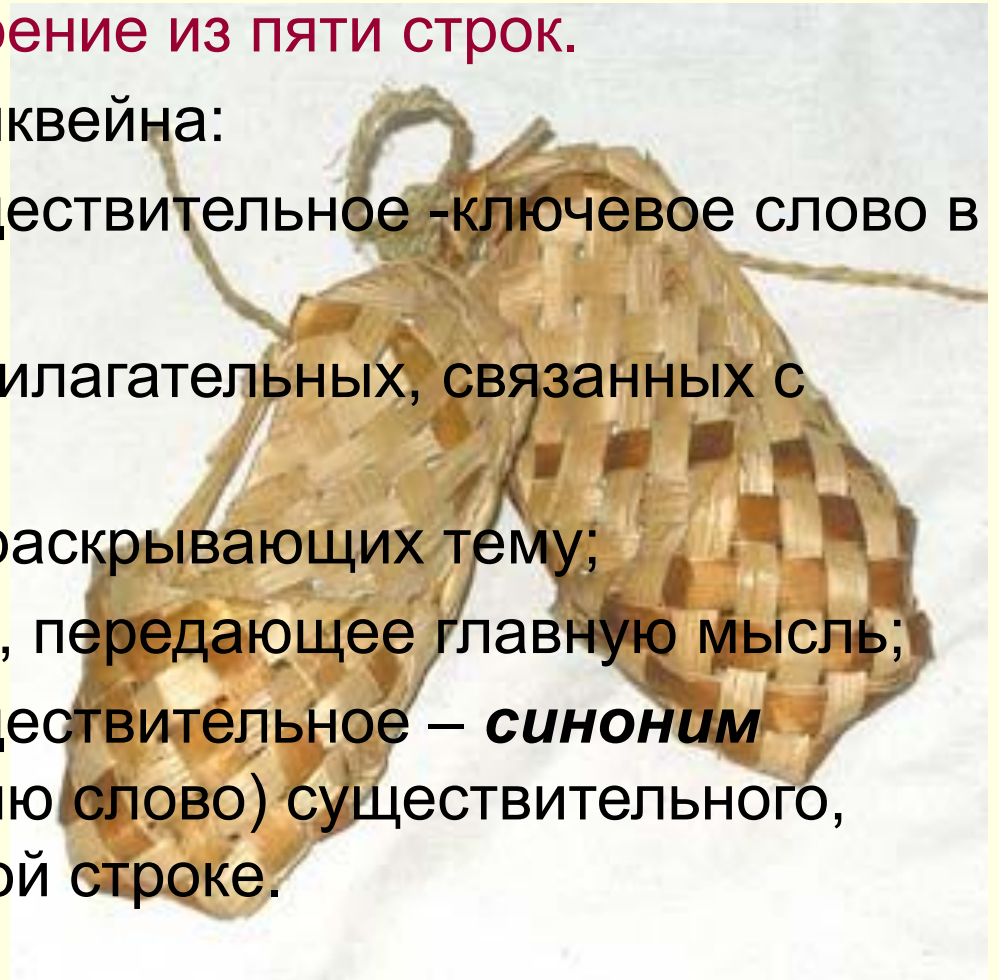 рение из пяти строк.
нквейна:
ествительное -ключевое слово в
илагательных, связанных с
раскрывающих тему;
, передающее главную мысль;
ествительное – синоним
ю слово) существительного,
ой строке.